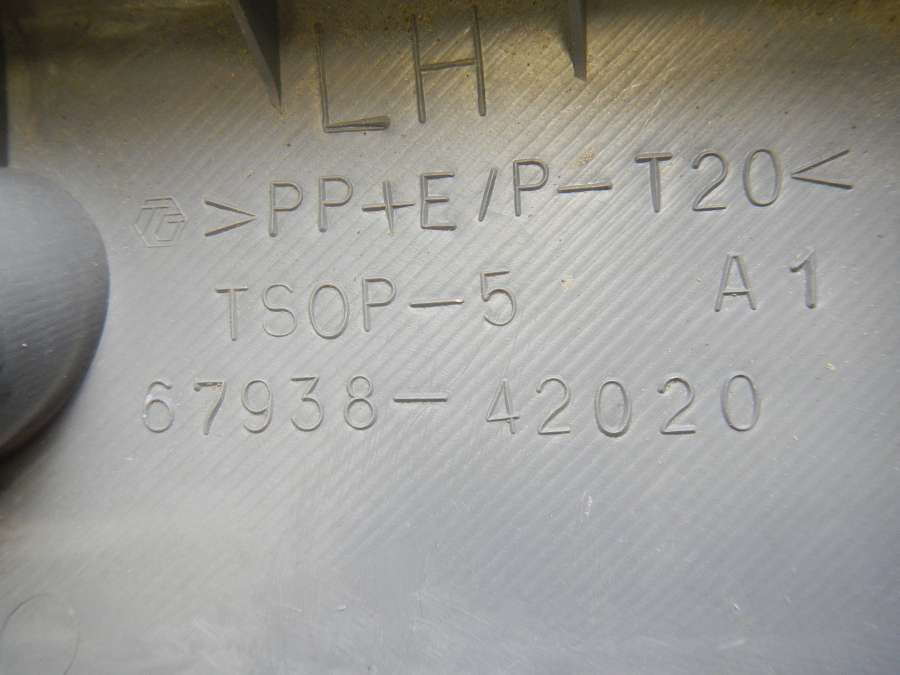 LH
>PP+E/P-T20<
TSOP-5 A1
67938-42020